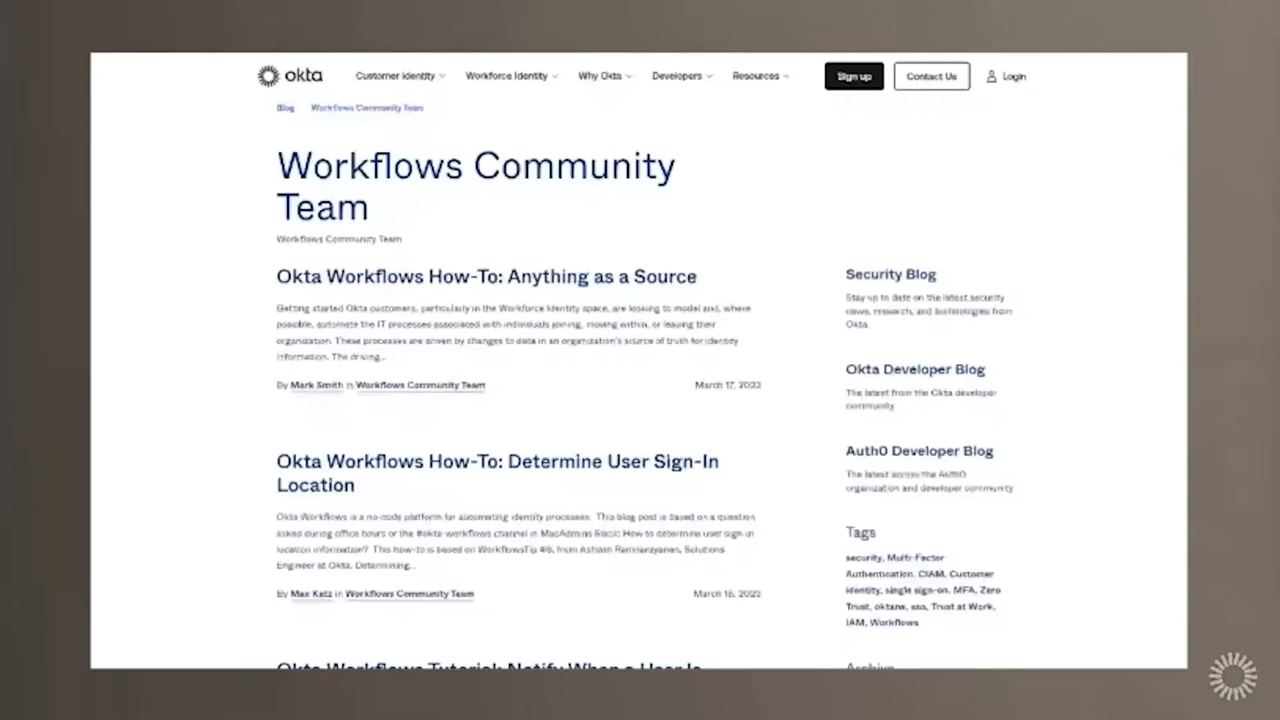 okta
Customer Identity
Workforce Identity
Why Okta
Developers
Resources
Sign up
Contact Us
Login
Blog
Workflows Community Team
Workflows Community
Team
Workflows Community Team
Okta Workflows How-To: Anything as a Source
Getting started Okta customers, particularly in the Workforce Identity space, are looking to model and, where
possible, automate the IT processes associated with individuals joining, moving within, or leaving their
organization. These processes are driven by changes to data in an organization's source of truth for identity
information. The driving...
By Mark Smith in Workflows Community Team
March 17, 2023
Okta Workflows How-To: Determine User Sign-In
Location
Okta Workflows is a no-code platform for automating identity processes. This blog post is based on a question
asked during office hours or the #okta-workflows channel in MacAdmins Slack: How to determine user sign-in
location information? This how-to is based on WorkflowsTip #6, from Ashwin Ramnarayanan, Solutions
Engineer at Okta. Determining...
By Max Katz in Workflows Community Team
March 16, 2023
Okta Workflows Tutorial: Notify When a User Is
Security Blog
Stay up to date on the latest security
news, research, and technologies from
Okta.
Okta Developer Blog
The latest from the Okta developer
community
Auth0 Developer Blog
The latest across the Auth0
organization and developer community
Tags
security, Multi-Factor
Authentication, CIAM, Customer
identity, single sign-on, MFA, Zero
Trust, oktane, sso, Trust at Work,
IAM, Workflows
Archive